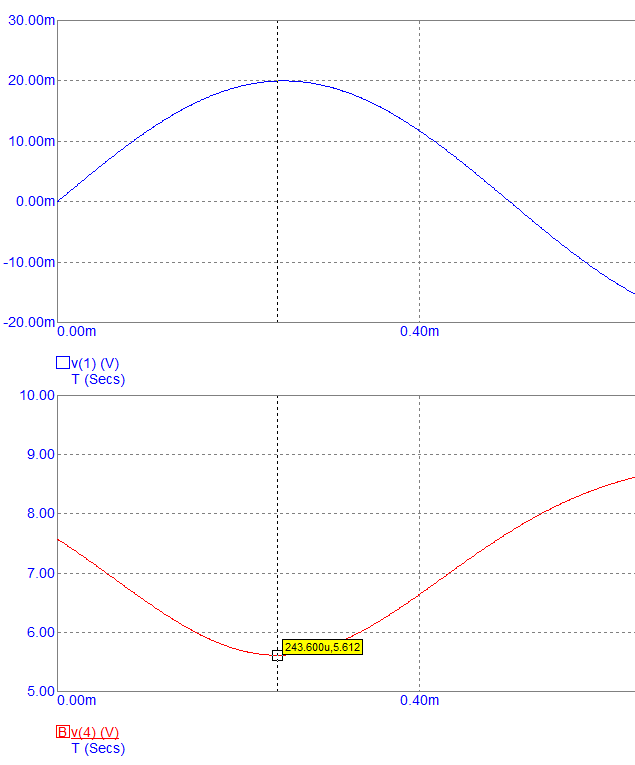 30.00m
20.00m
10.00m
0.00m
-10.00m
-20.00m
0.00m 0.40m
v(1) (V)
T (Secs)
10.00
9.00
8.00
7.00
6.00
243.600u,5.612
5.00
0.00m 0.40m
B v(4) (V)
T (Secs)